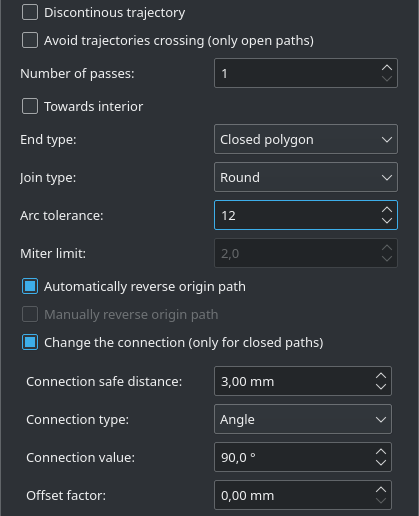 Discontinous trajectory
Avoid trajectories crossing (only open paths)
Number of passes: 1
Towards interior
End type: Closed polygon
Join type: Round
Arc tolerance: 12
Miter limit: 2,0
Automatically reverse origin path
Manually reverse origin path
Change the connection (only for closed paths)
Connection safe distance: 3,00 mm
Connection type: Angle
Connection value: 90,0 °
Offset factor: 0,00 mm